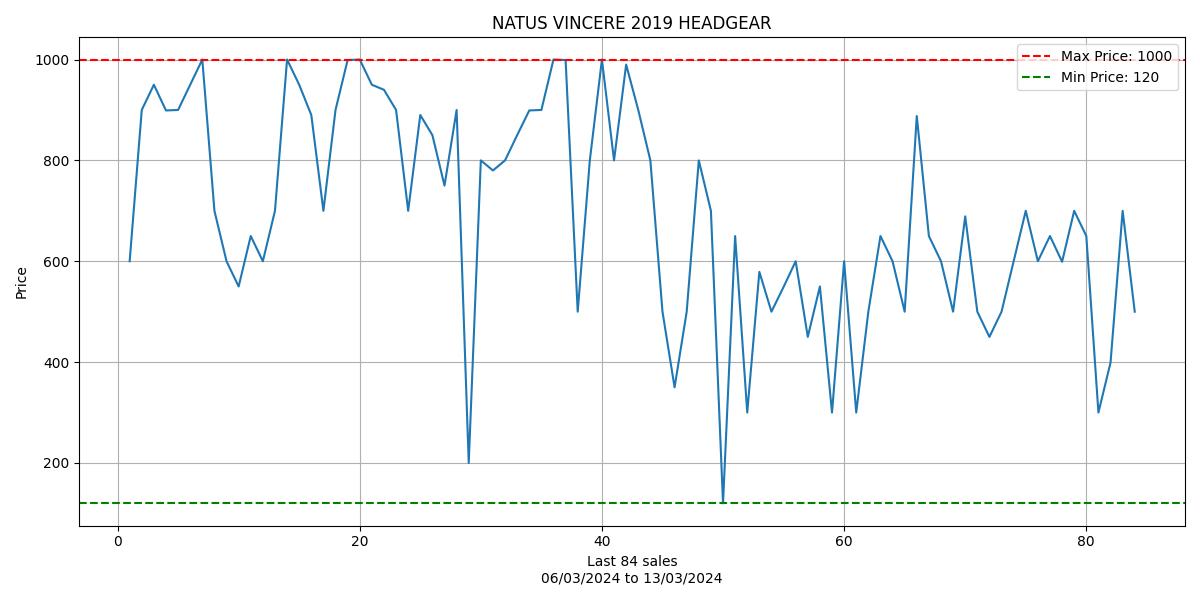 NATUS VINCERE 2019 HEADGEAR
Max Price: 1000
Min Price: 120
Price
1000
800
600
400
200
0 20 40 60 80
Last 84 sales
06/03/2024 to 13/03/2024